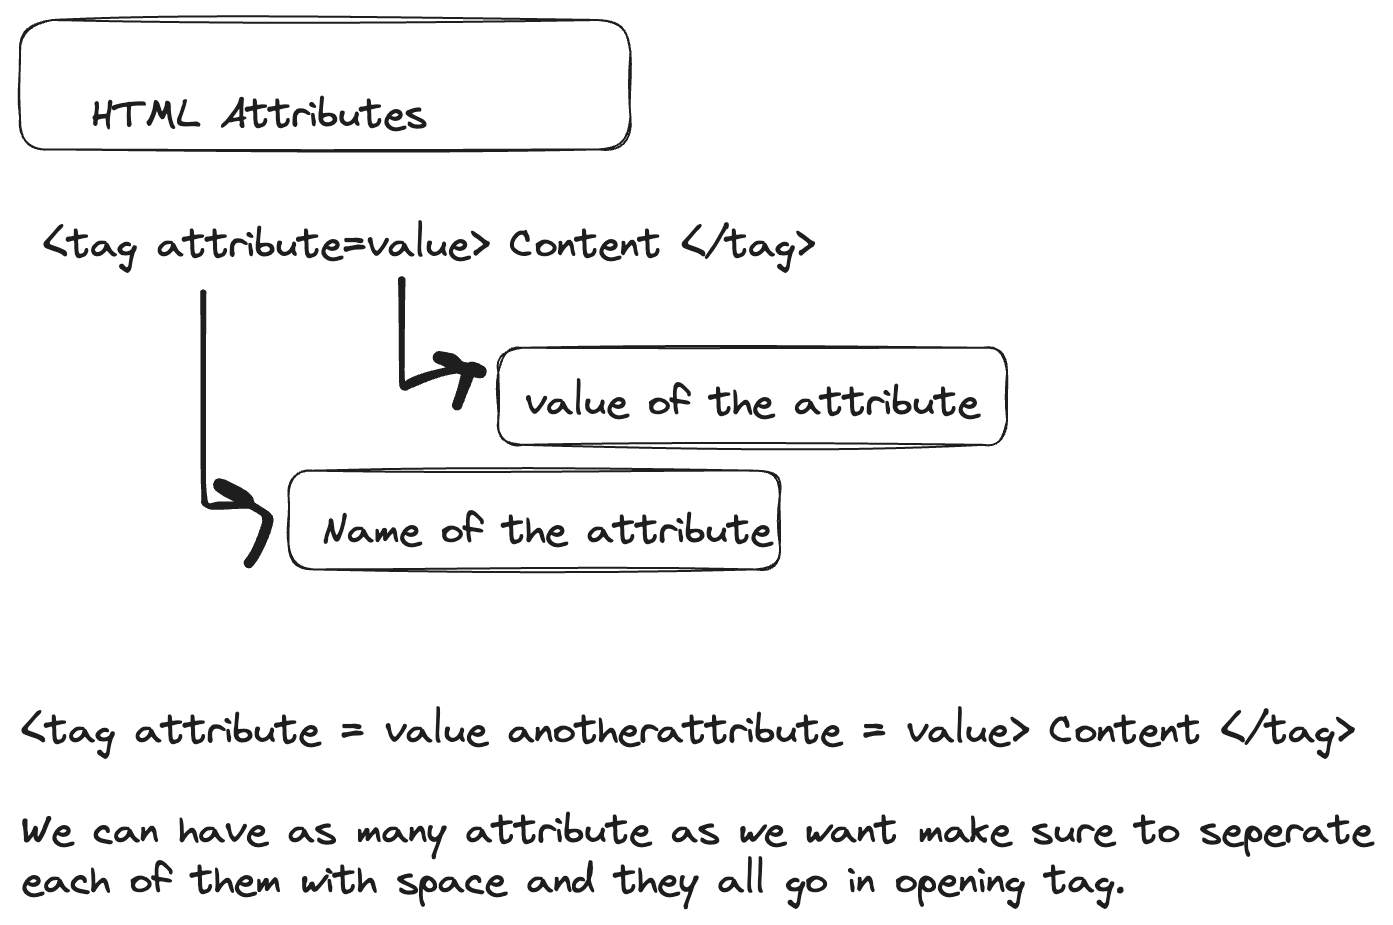 HTML Attributes
<tag attribute=value> Content </tag>
value of the attribute
Name of the attribute
<tag attribute = value anotherattribute = value> Content </tag>
We can have as many attribute as we want make sure to seperate
each of them with space and they all go in opening tag.